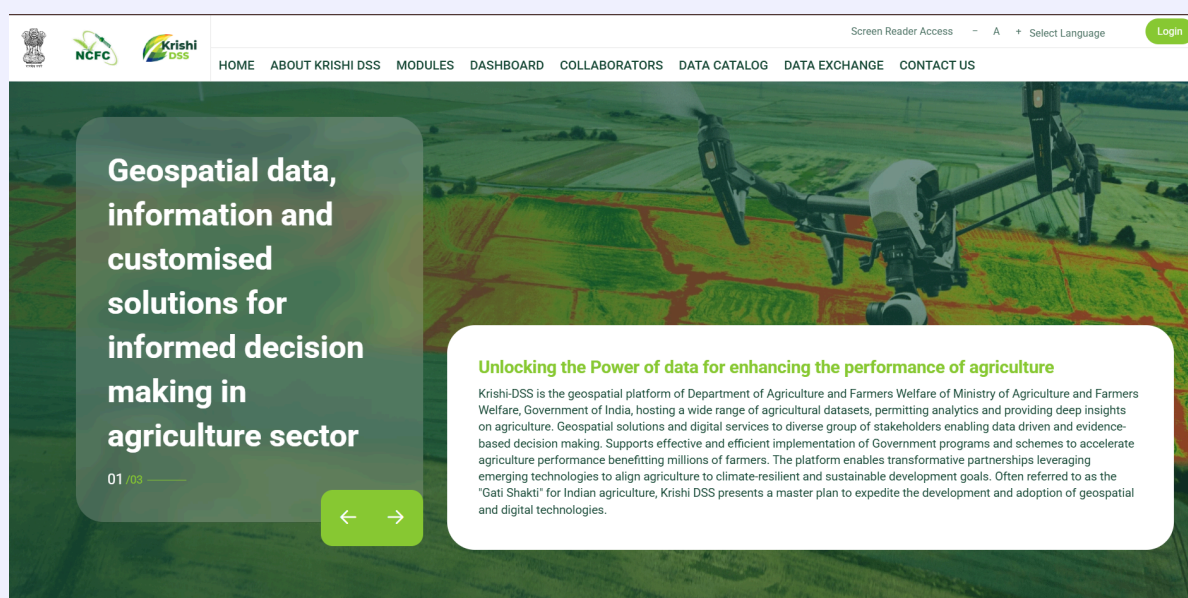 NCFC
Krishi
DSS
Screen Reader Access - A + Select Language
Login
HOME ABOUT KRISHI DSS MODULES DASHBOARD COLLABORATORS DATA CATALOG DATA EXCHANGE CONTACT US
Geospatial data,
information and
customised
solutions for
informed decision
making in
agriculture sector
01 /03
Unlocking the Power of data for enhancing the performance of agriculture
Krishi-DSS is the geospatial platform of Department of Agriculture and Farmers Welfare of Ministry of Agriculture and Farmers
Welfare, Government of India, hosting a wide range of agricultural datasets, permitting analytics and providing deep insights
on agriculture. Geospatial solutions and digital services to diverse group of stakeholders enabling data driven and evidence-
based decision making. Supports effective and efficient implementation of Government programs and schemes to accelerate
agriculture performance benefitting millions of farmers. The platform enables transformative partnerships leveraging
emerging technologies to align agriculture to climate-resilient and sustainable development goals. Often referred to as the
"Gati Shakti" for Indian agriculture, Krishi DSS presents a master plan to expedite the development and adoption of geospatial
and digital technologies.